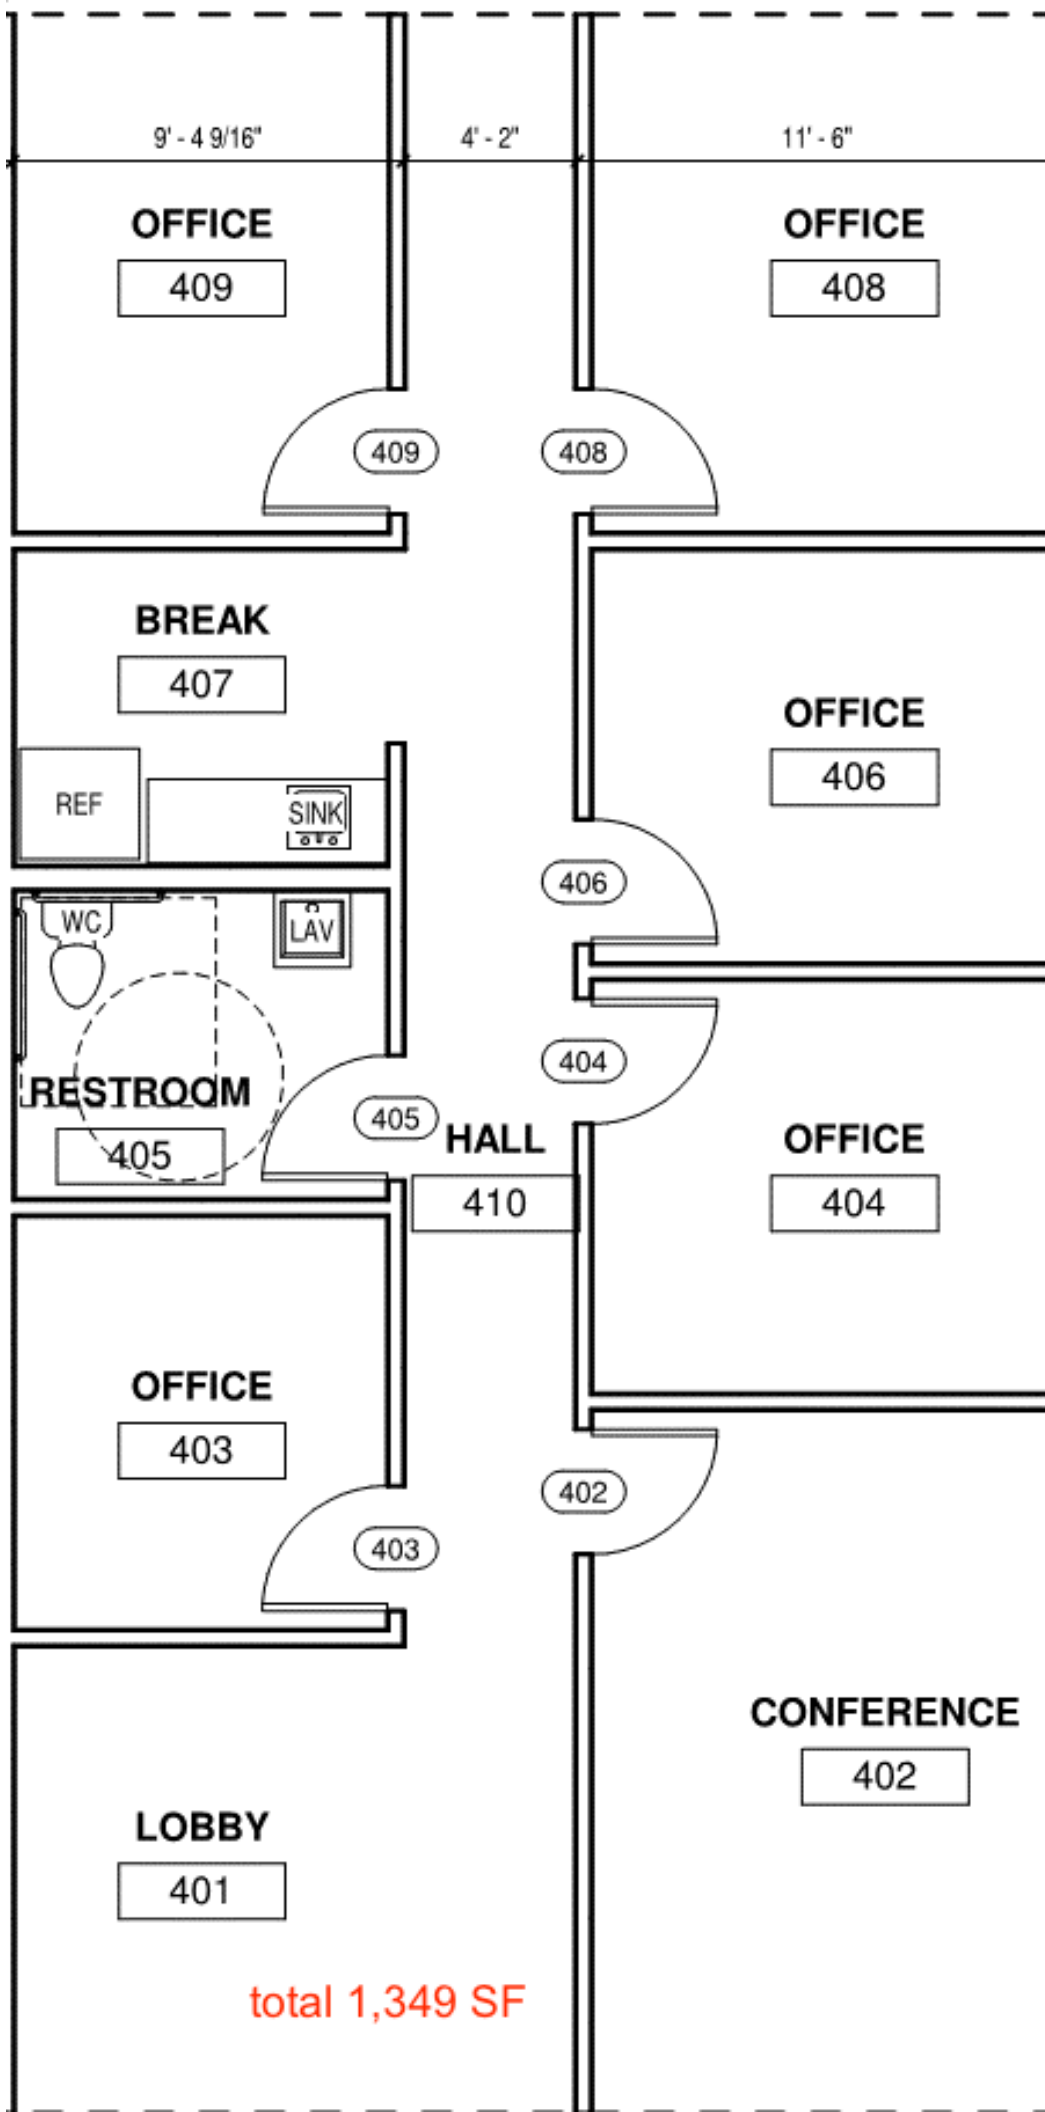 9' - 4 9/16"
4' - 2"
11' - 6"
OFFICE
409
OFFICE
408
409
408
BREAK
407
OFFICE
406
REF
SINK
406
WC
LAV
404
RESTROOM
405
405
HALL
410
OFFICE
404
OFFICE
403
402
403
CONFERENCE
402
LOBBY
401
total 1,349 SF